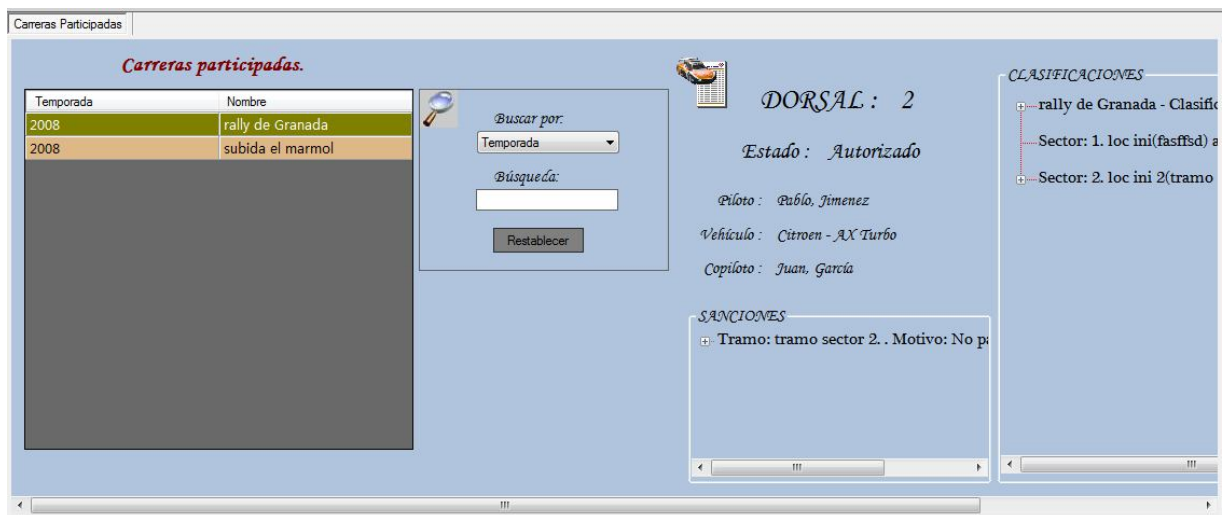 Carreras Participadas
Carreras participadas.
Temporada Nombre
2008 rally de Granada
2008 subida el marmol
Buscar por:
Temporada
Búsqueda:
Restablecer
DORSAL : 2
Estado : Autorizado
Piloto : Pablo, Jimenez
Vehículo : Citroen - AX Turbo
Copiloto : Juan, García
SANCIONES
Tramo: tramo sector 2. . Motivo: No pa
CLASIFICACIONES
rally de Granada - Clasific
Sector: 1. loc ini(fasffsd) a
Sector: 2. loc ini 2(tramo